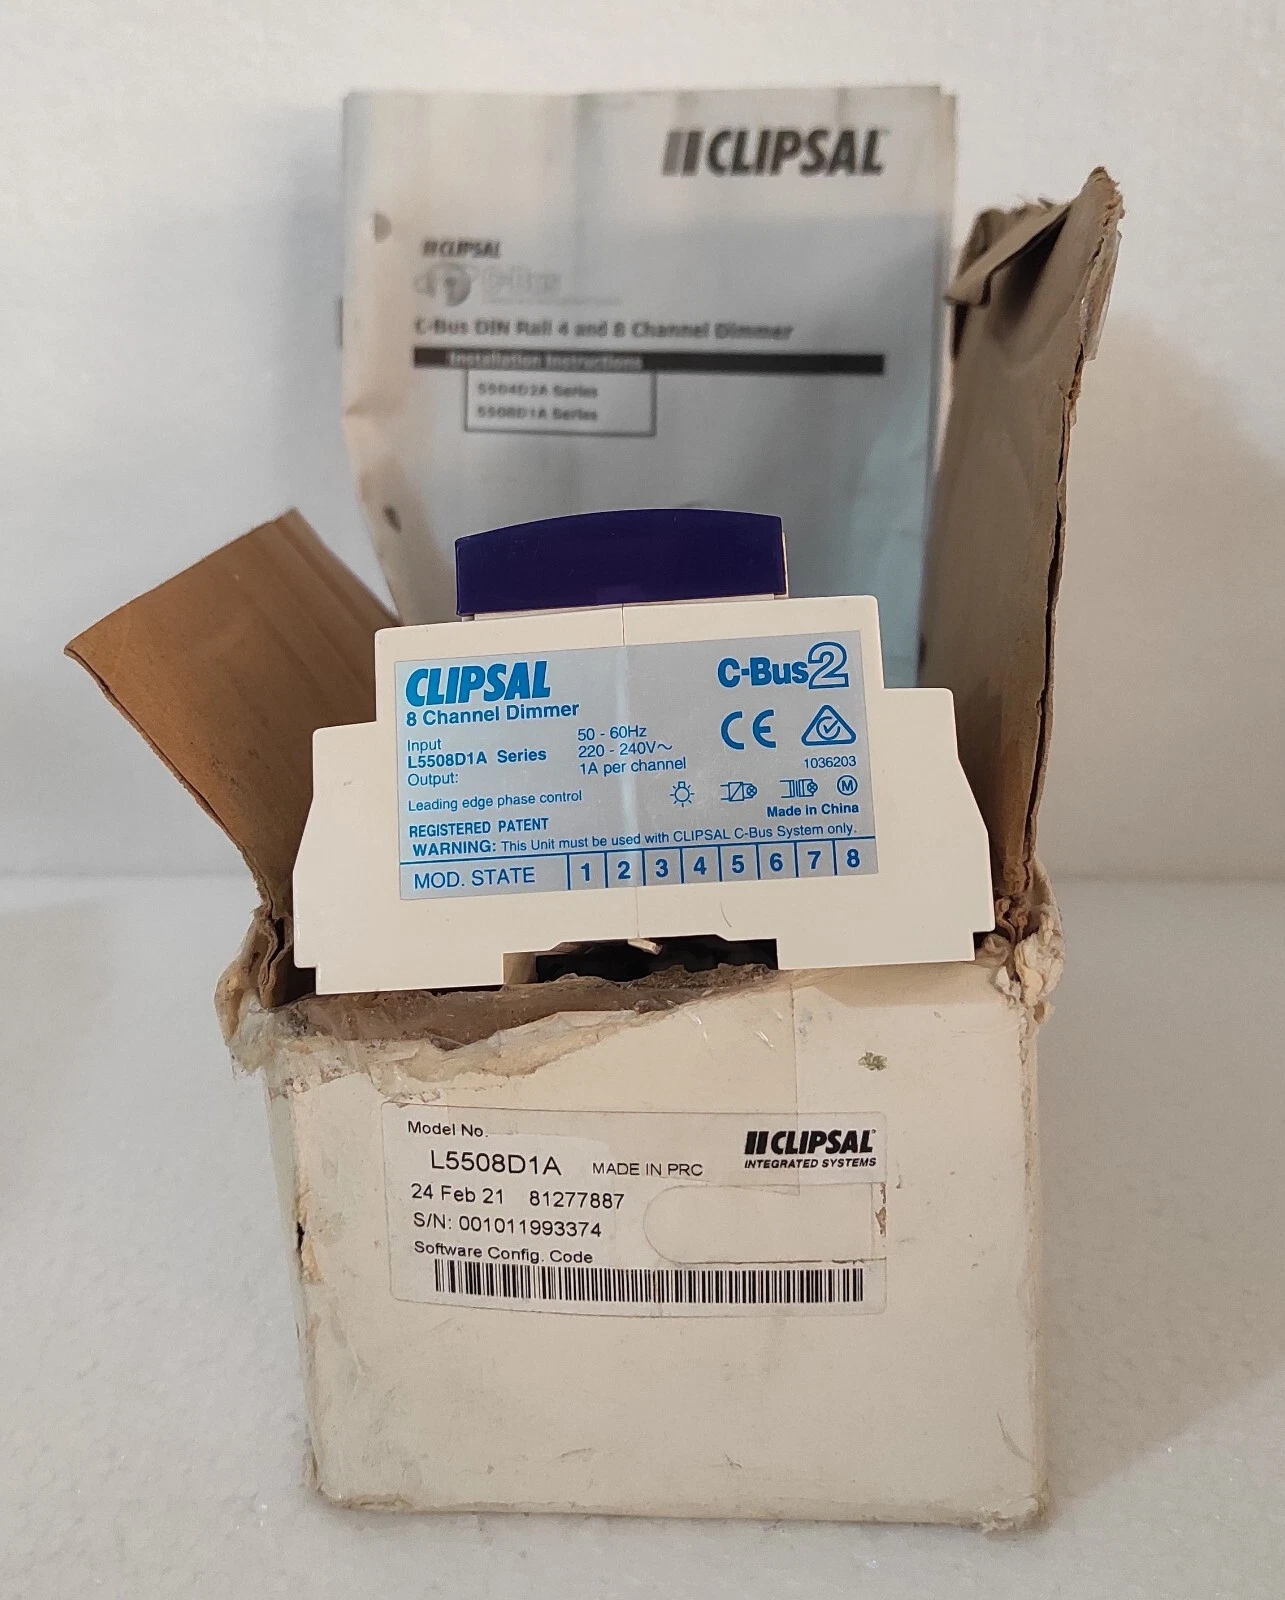 CLIPSAL
CLIPSAL
C-Bus
C-Bus DIN Rail 4 and 8 Channel Dimmer
Installation Instructions
5504D2A Series
5508D1A Series
CLIPSAL
C-Bus2
8 Channel Dimmer
Input 50 - 60Hz
L5508D1A Series 220 - 240V~
Output: 1A per channel
1036203
Leading edge phase control
M
Made in China
REGISTERED PATENT
WARNING: This Unit must be used with CLIPSAL C-Bus System only.
MOD. STATE 1 2 3 4 5 6 7 8
Model No.
CLIPSAL
INTEGRATED SYSTEMS
L5508D1A MADE IN PRC
24 Feb 21 81277887
S/N: 001011993374
Software Config. Code